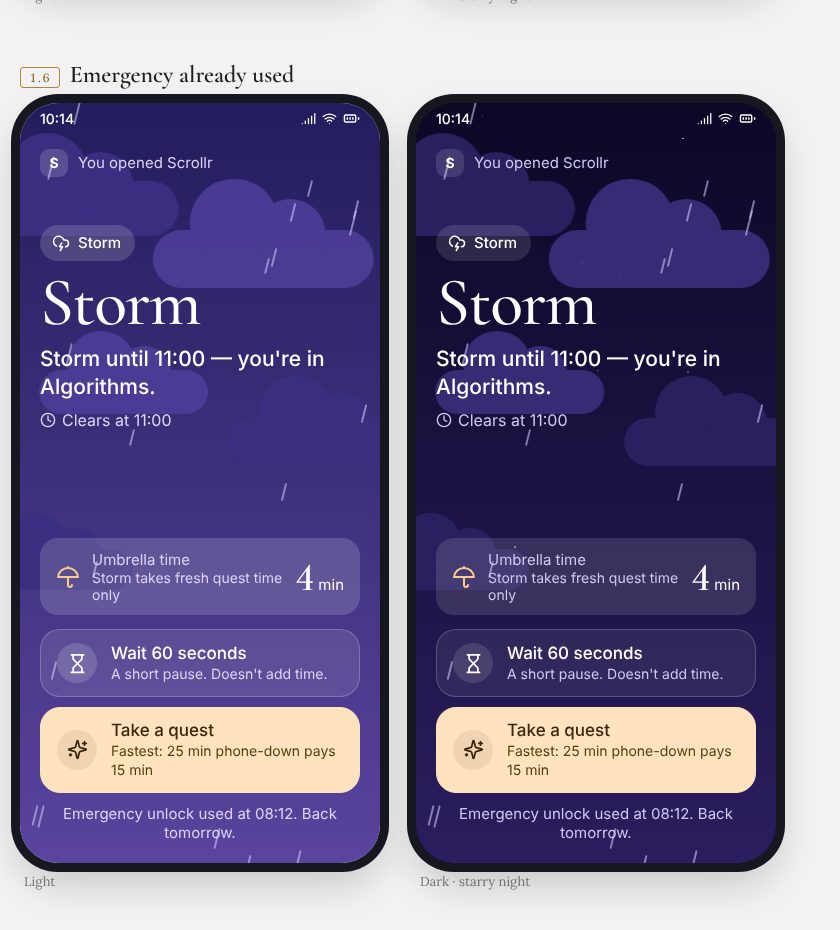 1.6 Emergency already used
10:14
S You opened Scrollr
Storm
Storm
Storm until 11:00 — you're in
Algorithms.
Clears at 11:00
Umbrella time
Storm takes fresh quest time
only
4 min
Wait 60 seconds
A short pause. Doesn't add time.
Take a quest
Fastest: 25 min phone-down pays
15 min
Emergency unlock used at 08:12. Back
tomorrow.
Light
10:14
S You opened Scrollr
Storm
Storm
Storm until 11:00 — you're in
Algorithms.
Clears at 11:00
Umbrella time
Storm takes fresh quest time
only
4 min
Wait 60 seconds
A short pause. Doesn't add time.
Take a quest
Fastest: 25 min phone-down pays
15 min
Emergency unlock used at 08:12. Back
tomorrow.
Dark · starry night